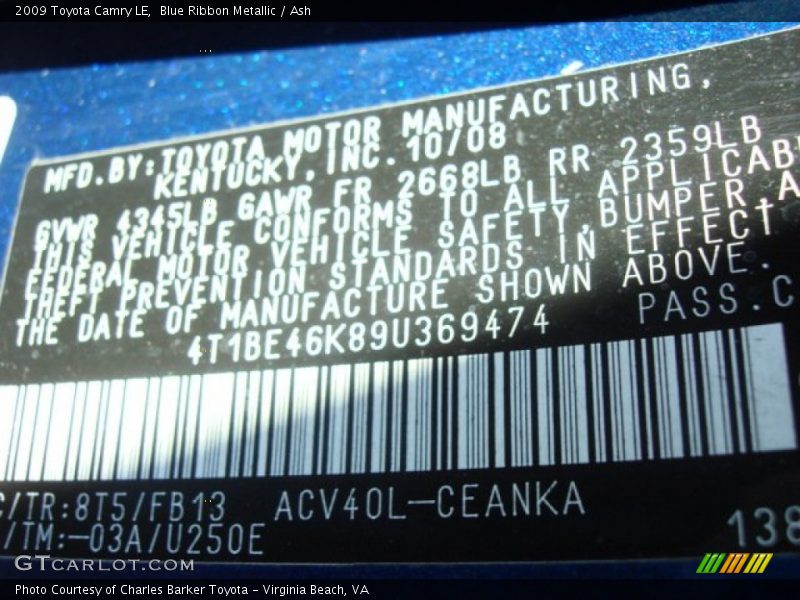 2009 Toyota Camry LE,  Blue Ribbon Metallic / Ash
MFD.BY:TOYOTA MOTOR MANUFACTURING,
KENTUCKY,INC.10/08
GVWR 4345LB GAWR FR 2668LB RR 2359LB
THIS VEHICLE CONFORMS TO ALL APPLICAB
FEDERAL MOTOR VEHICLE SAFETY,BUMPER,A
THEFT PREVENTION STANDARDS IN EFFECT
THE DATE OF MANUFACTURE SHOWN ABOVE.
4T1BE46K89U369474 PASS.C
/TR:8T5/FB13 ACV40L-CEANKA
/TM:-03A/U250E 138
GTCARLOT.COM
Photo Courtesy of Charles Barker Toyota - Virginia Beach, VA